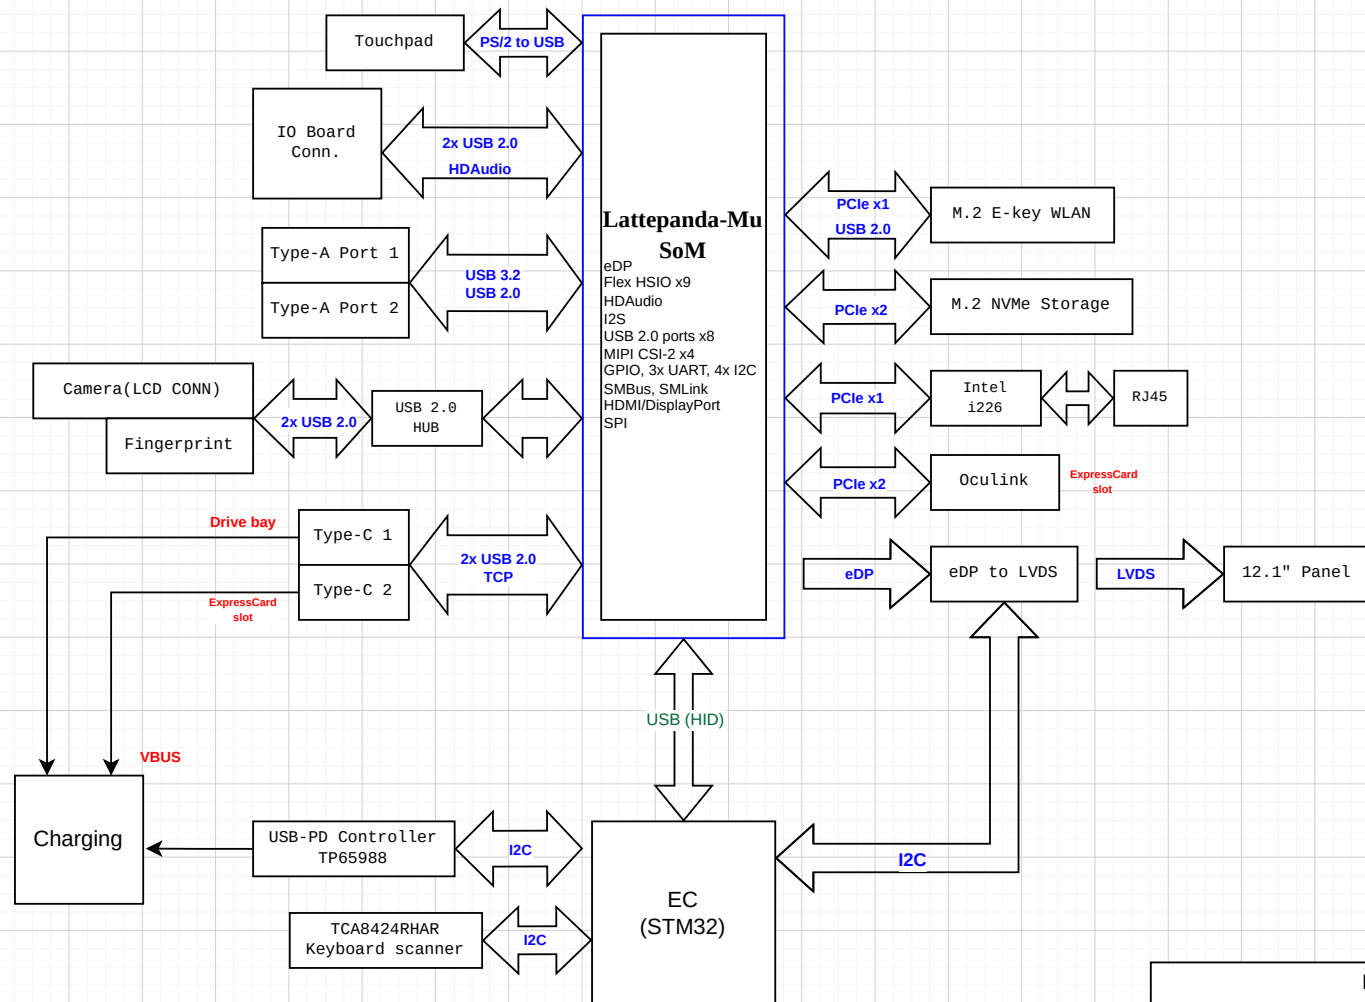 Touchpad
PS/2 to USB
IO Board
Conn.
2x USB 2.0
HDAudio
Type-A Port 1
Type-A Port 2
USB 3.2
USB 2.0
Camera(LCD CONN)
Fingerprint
2x USB 2.0
USB 2.0
HUB
Drive bay
Type-C 1
Type-C 2
ExpressCard
slot
2x USB 2.0
TCP
Lattepanda-Mu
SoM
eDP
Flex HSIO x9
HDAudio
I2S
USB 2.0 ports x8
MIPI CSI-2 x4
GPIO, 3x UART, 4x I2C
SMBus, SMLink
HDMI/DisplayPort
SPI
PCIe x1
USB 2.0
M.2 E-key WLAN
PCIe x2
M.2 NVMe Storage
PCIe x1
Intel
i226
RJ45
PCIe x2
Oculink
ExpressCard
slot
eDP
eDP to LVDS
LVDS
12.1" Panel
USB (HID)
VBUS
Charging
USB-PD Controller
TP65988
I2C
TCA8424RHAR
Keyboard scanner
I2C
EC
(STM32)
I2C